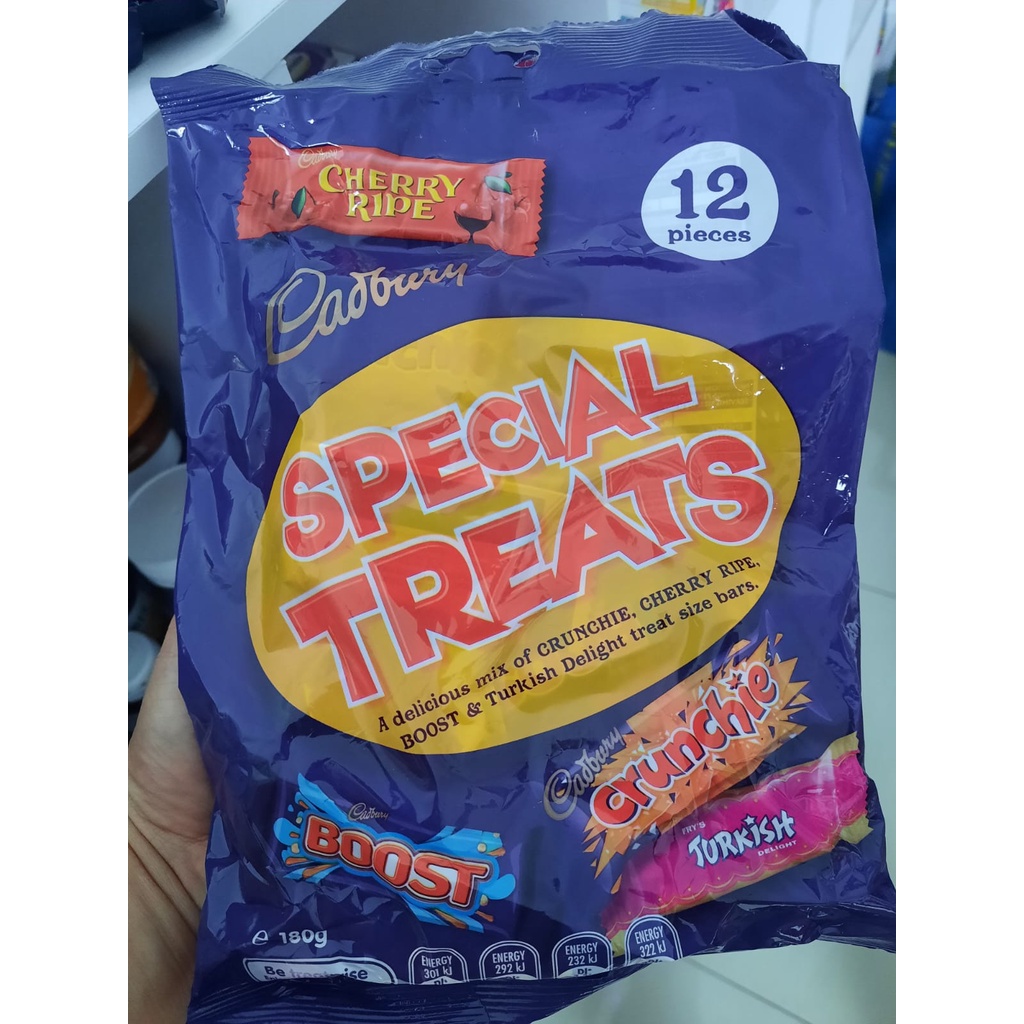 Cadbury
CHERRY
RIPE
12
pieces
Cadbury
SPECIAL
TREATS
A delicious mix of CRUNCHIE, CHERRY RIPE,
BOOST & Turkish Delight treat size bars.
Cadbury
crunchie
FRY'S
TURKISH
DELIGHT
Cadbury
BOOST
℮ 180g
Be treatwise
ENERGY
301 kJ
ENERGY
292 kJ
ENERGY
232 kJ
ENERGY
322 kJ